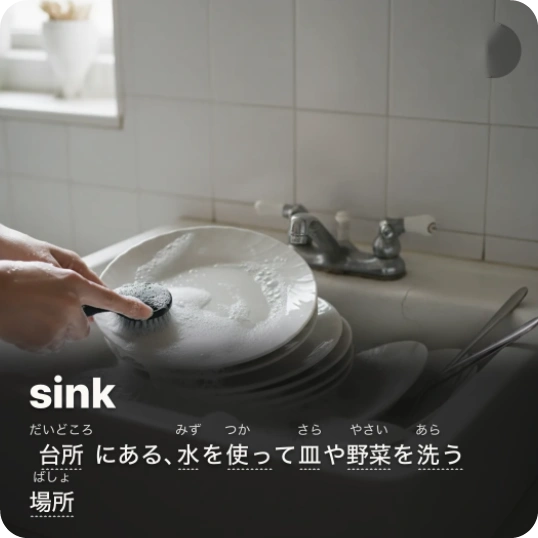 sink
だいどころ みず つか さら やさい あら
台所にある、水を使って皿や野菜を洗う
ばしょ
場所